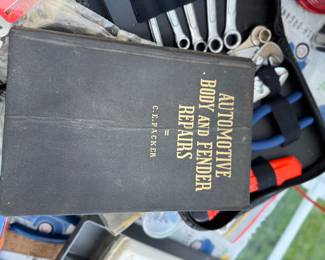 AUTOMOTIVE
BODY AND FENDER
REPAIRS
=
C. E. PACKER